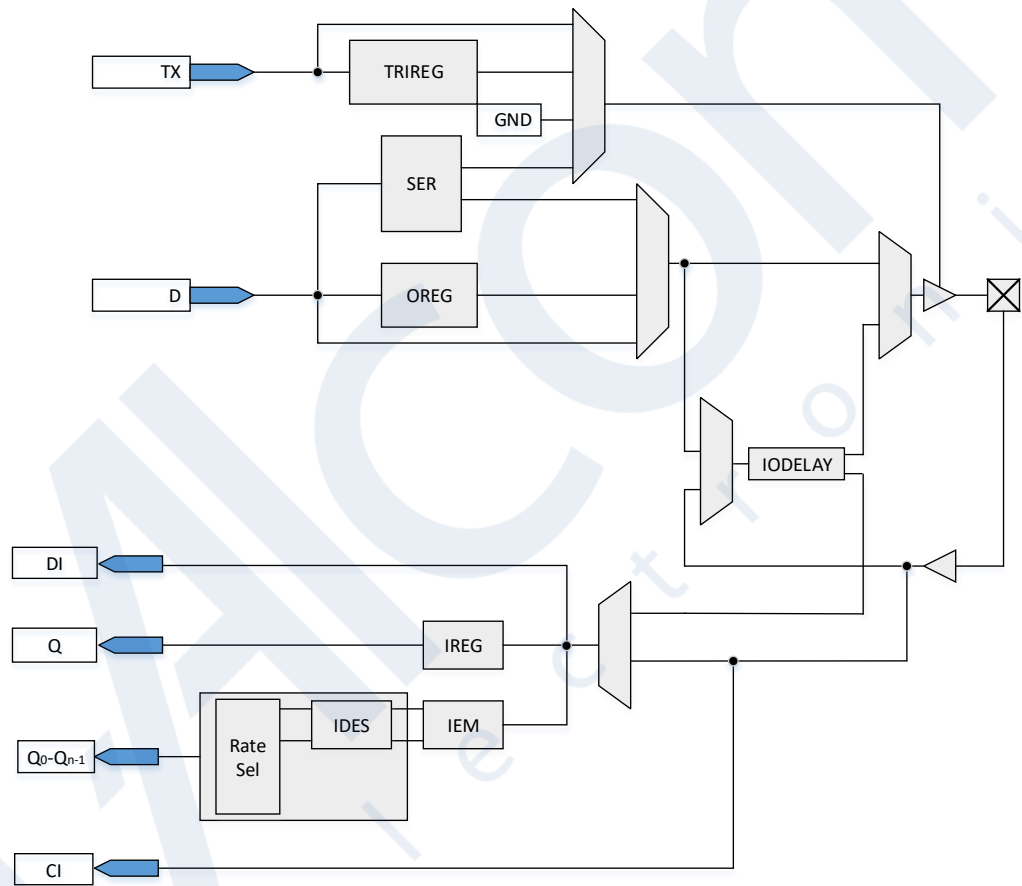 TX
TRIREG
GND
SER
D
OREG
IODELAY
DI
Q
IREG
IDES
IEM
Rate
Sel
Q0-Qn-1
CI